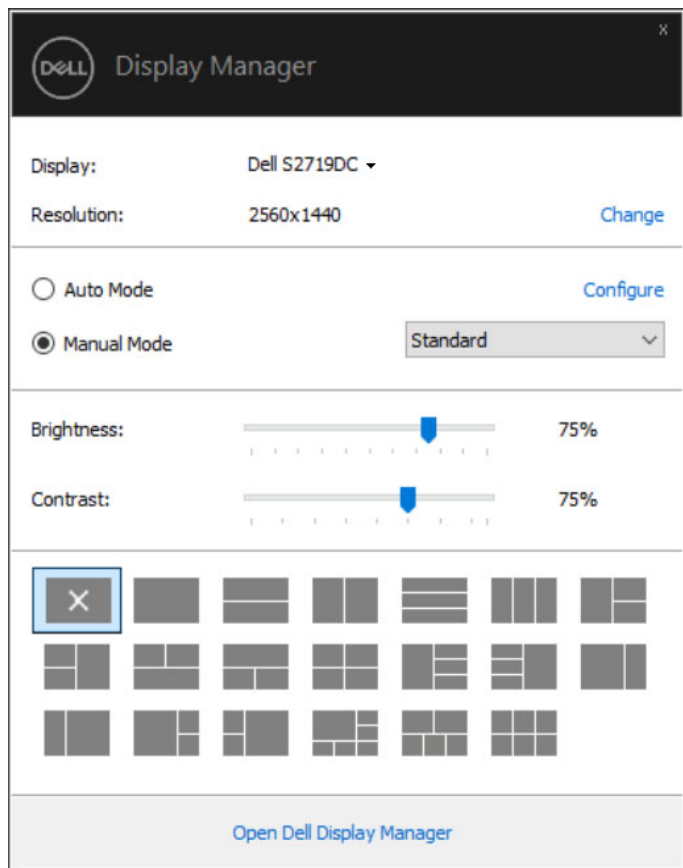 x
DELL Display Manager
Display: Dell S2719DC
Resolution: 2560x1440 Change
Auto Mode Configure
Manual Mode Standard
Brightness: 75%
Contrast: 75%
Open Dell Display Manager